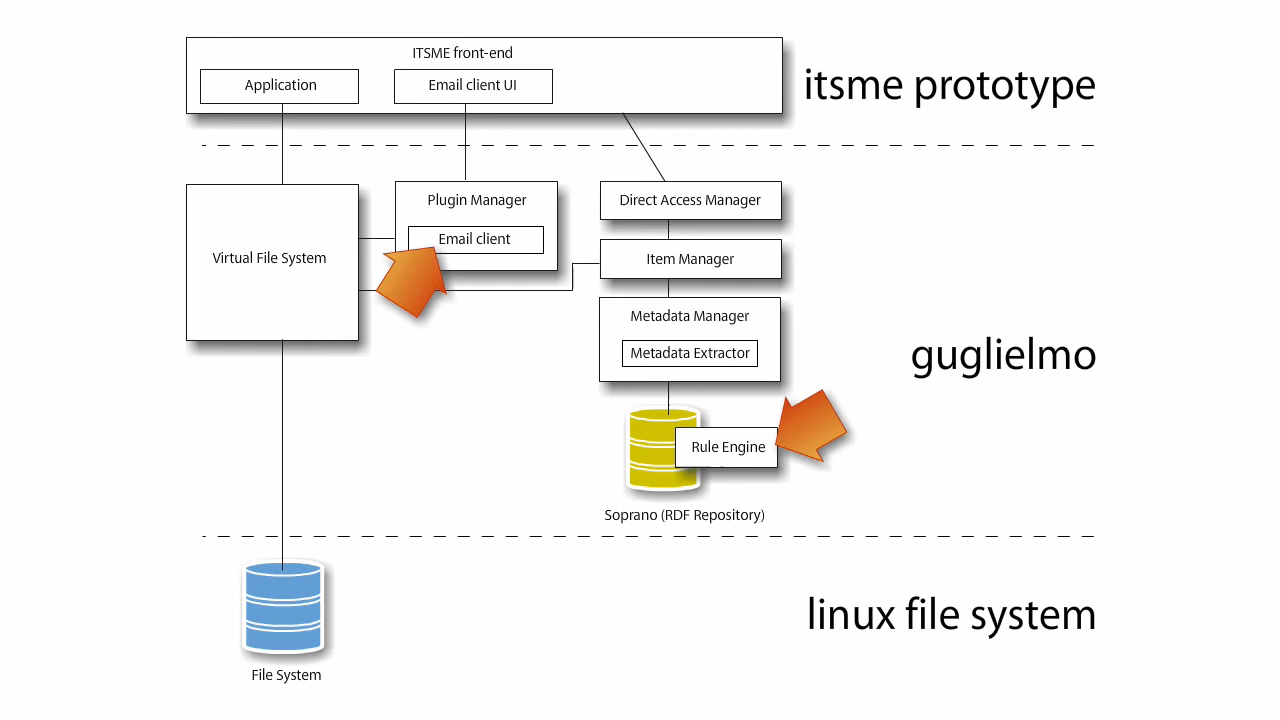 ITSME front-end
Application
Email client UI
itsme prototype
Virtual File System
Plugin Manager
Email client
Direct Access Manager
Item Manager
Metadata Manager
Metadata Extractor
guglielmo
Rule Engine
Soprano (RDF Repository)
linux file system
File System